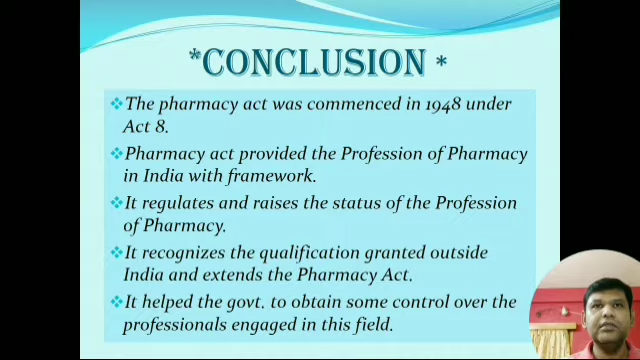 *CONCLUSION *
The pharmacy act was commenced in 1948 under
Act 8.
Pharmacy act provided the Profession of Pharmacy
in India with framework.
It regulates and raises the status of the Profession
of Pharmacy.
It recognizes the qualification granted outside
India and extends the Pharmacy Act.
It helped the govt. to obtain some control over the
professionals engaged in this field.